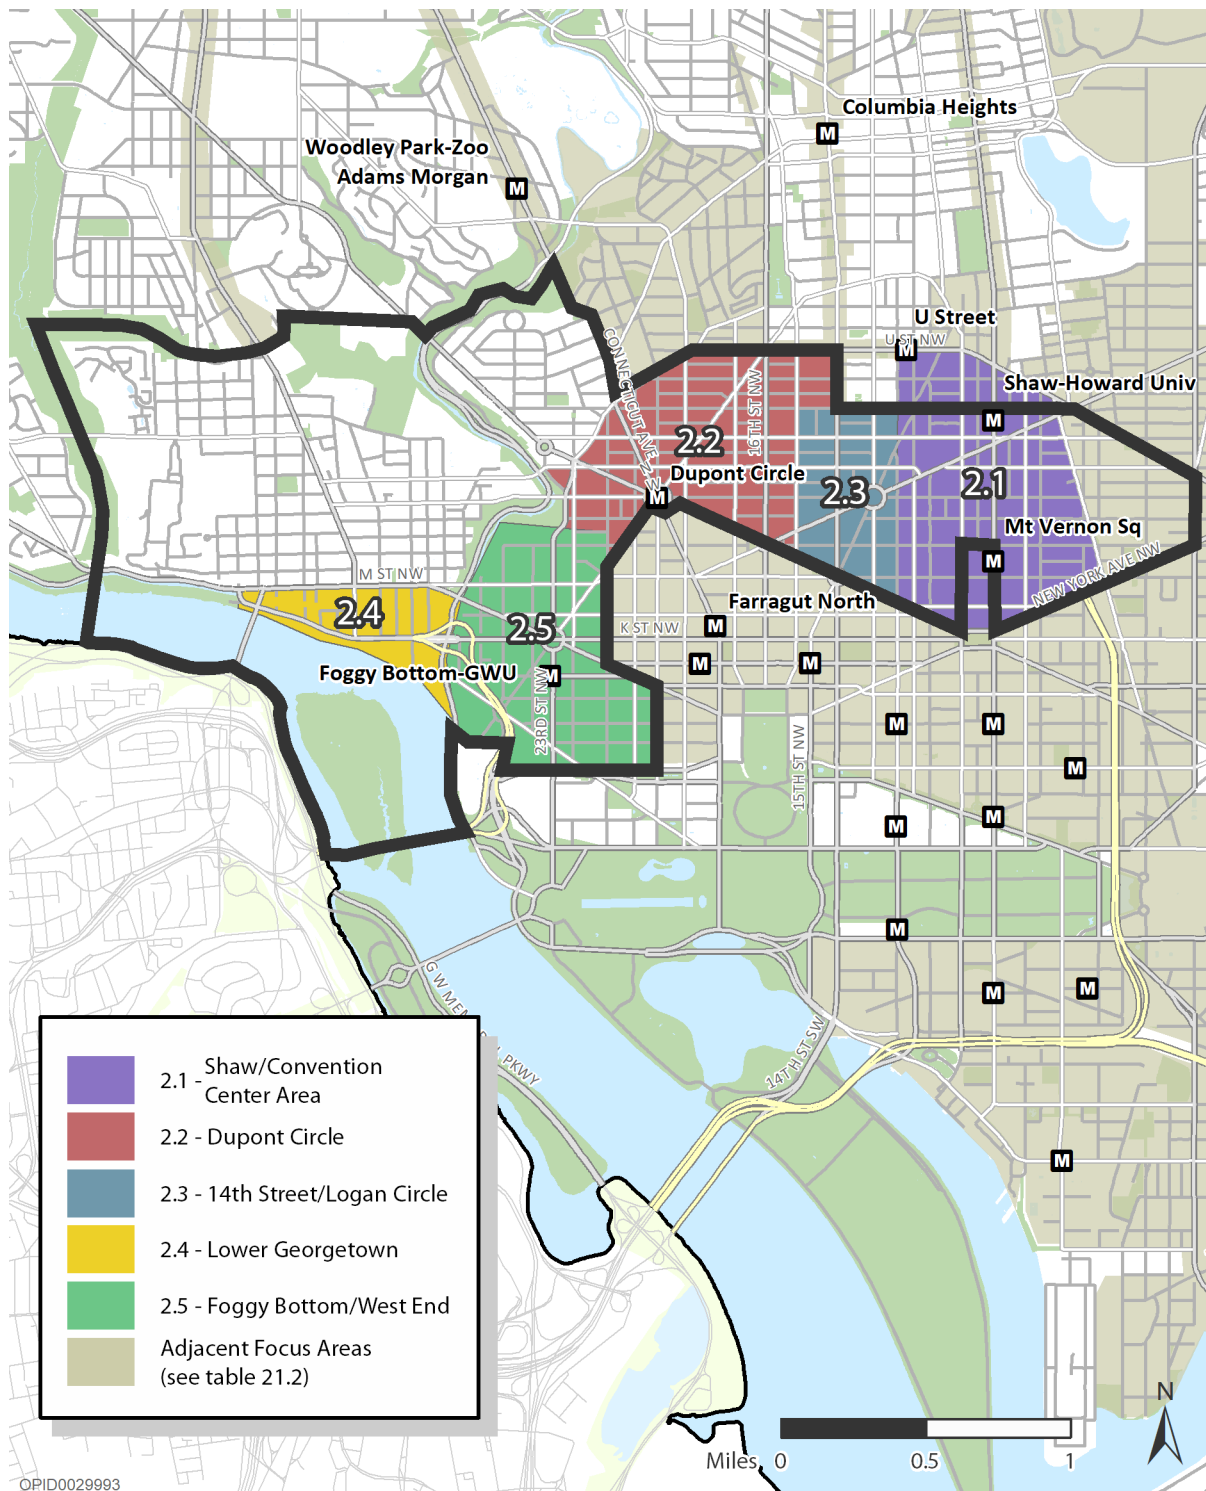 Columbia Heights
M
Woodley Park-Zoo
Adams Morgan
M
U Street
U ST NW
M
CONNECTICUT AVE NW
16TH ST NW
Shaw-Howard Univ
M
2.2
Dupont Circle
M
2.3
2.1
Mt Vernon Sq
M
NEW YORK AVE NW
M ST NW
2.4
2.5
Farragut North
K ST NW
M
M
M
Foggy Bottom-GWU
M
23RD ST NW
15TH ST NW
M
M
M
M
M
M
M
M
G W MEMORIAL PKWY
14TH ST SW
M
2.1 - Shaw/Convention
Center Area
2.2 - Dupont Circle
2.3 - 14th Street/Logan Circle
2.4 - Lower Georgetown
2.5 - Foggy Bottom/West End
Adjacent Focus Areas
(see table 21.2)
N
Miles 0 0.5 1
OPID0029993